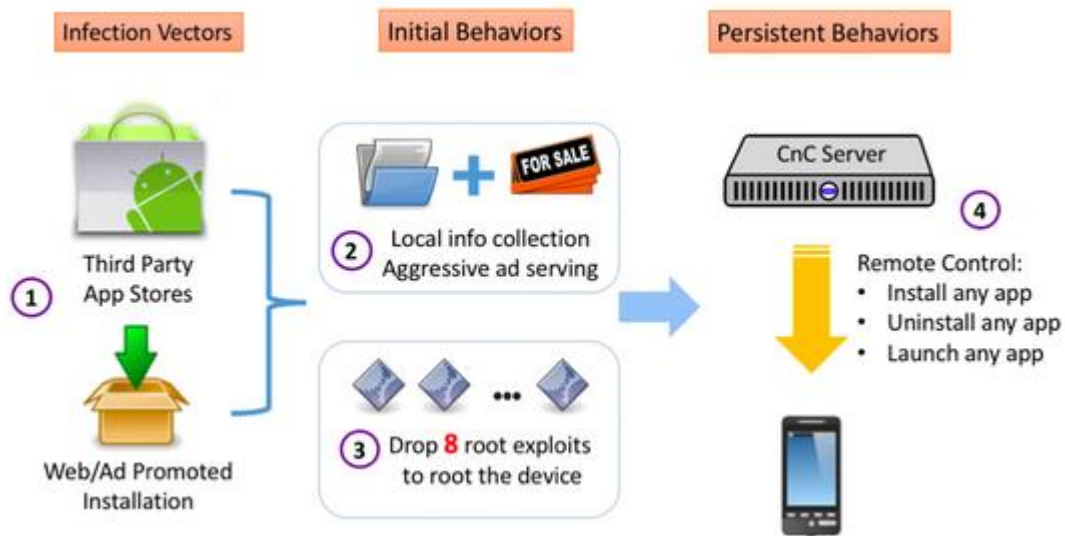 Infection Vectors
Initial Behaviors
Persistent Behaviors
1
Third Party
App Stores
Web/Ad Promoted
Installation
FOR SALE
2
Local info collection
Aggressive ad serving
...
3
Drop 8 root exploits
to root the device
CnC Server
4
Remote Control:
• Install any app
• Uninstall any app
• Launch any app